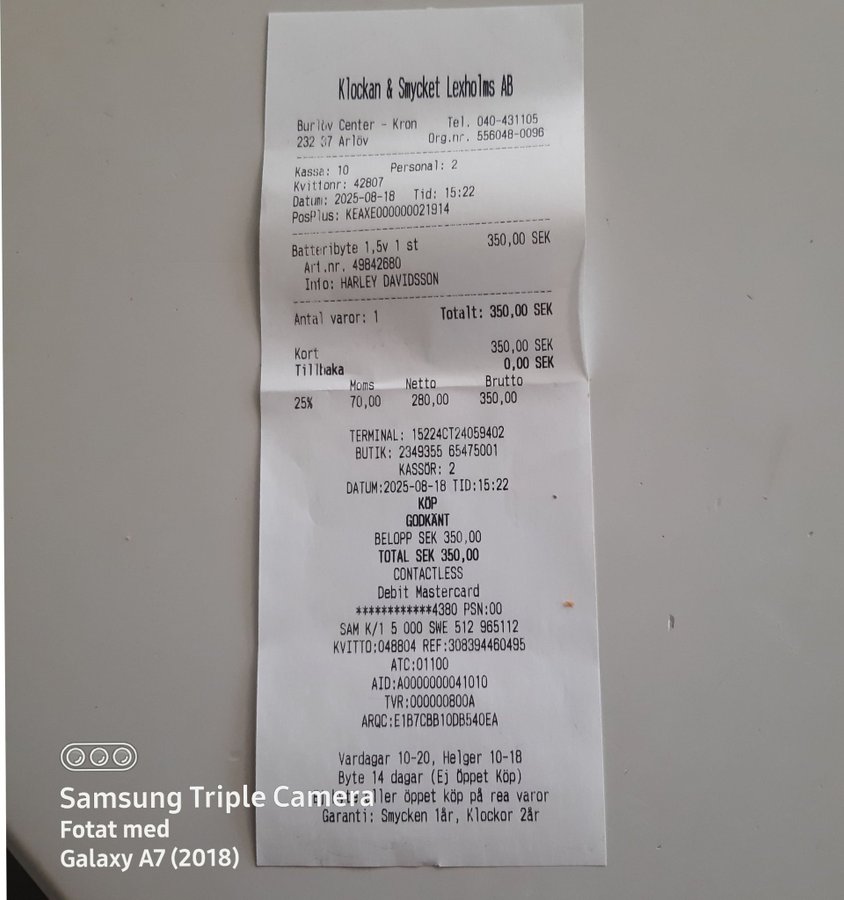 Klockan & Smycket Lexholms AB
Burlöv Center - Kron Tel. 040-431105
232 37 Arlöv Org.nr. 556048-0096
Kassa: 10 Personal: 2
Kvittonr: 42807
Datum: 2025-08-18 Tid: 15:22
PosPlus: KEAXE000000021914
Batteribyte 1,5v 1 st 350,00 SEK
Art.nr. 49842680
Info: HARLEY DAVIDSSON
Antal varor: 1 Totalt: 350,00 SEK
Kort 350,00 SEK
Tillbaka 0,00 SEK
Moms Netto Brutto
25% 70,00 280,00 350,00
TERMINAL: 15224CT24059402
BUTIK: 2349355 65475001
KASSÖR: 2
DATUM:2025-08-18 TID:15:22
KÖP
GODKÄNT
BELOPP SEK 350,00
TOTAL SEK 350,00
CONTACTLESS
Debit Mastercard
************4380 PSN:00
SAM K/1 5 000 SWE 512 965112
KVITTO:048804 REF:308394460495
ATC:01100
AID:A0000000041010
TVR:000000800A
ARQC:E1B7CBB10DB540EA
Vardagar 10-20, Helger 10-18
Byte 14 dagar (Ej Öppet Köp)
eller öppet köp på rea varor
Garanti: Smycken 1år, Klockor 2år
Samsung Triple Camera
Fotat med
Galaxy A7 (2018)